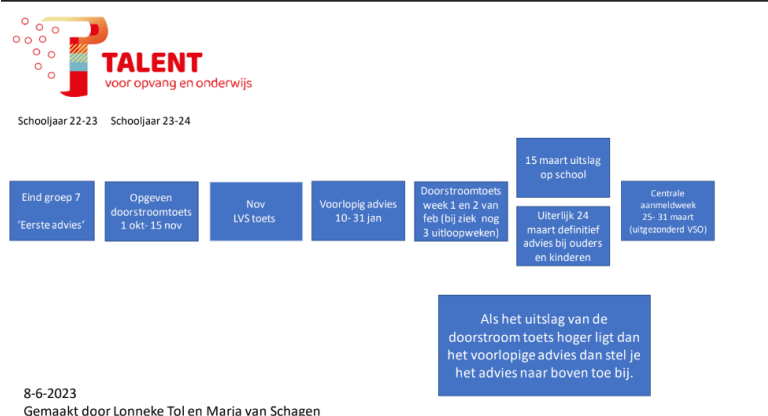 TALENT
voor opvang en onderwijs
Schooljaar 22-23 Schooljaar 23-24
Eind groep 7
‘Eerste advies’
Opgeven
doorstroomtoets
1 okt- 15 nov
Nov
LVS toets
Voorlopig advies
10- 31 jan
Doorstroomtoets
week 1 en 2 van
feb (bij ziek nog
3 uitloopweken)
15 maart uitslag
op school
Uiterlijk 24
maart definitief
advies bij ouders
en kinderen
Centrale
aanmeldweek
25- 31 maart
(uitgezonderd VSO)
Als het uitslag van de
doorstroom toets hoger ligt dan
het voorlopige advies dan stel je
het advies naar boven toe bij.
8-6-2023
Gemaakt door Lonneke Tol en Marja van Schagen